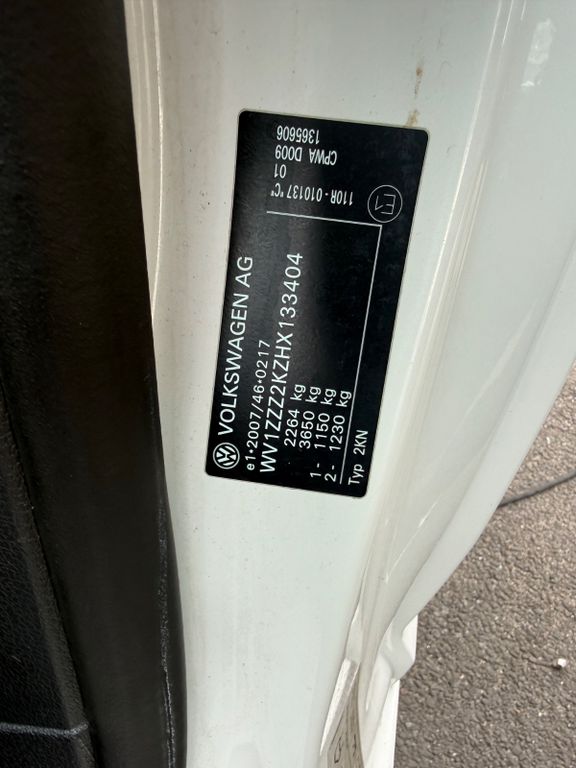 VOLKSWAGEN AG
e1*2007/46*0217
WV1ZZZ2KZHX133404
2264 kg
3650 kg
1- 1150 kg
2- 1230 kg
Typ 2KN
E1
110R-010137 "C"
01
CPWA D009
1365606